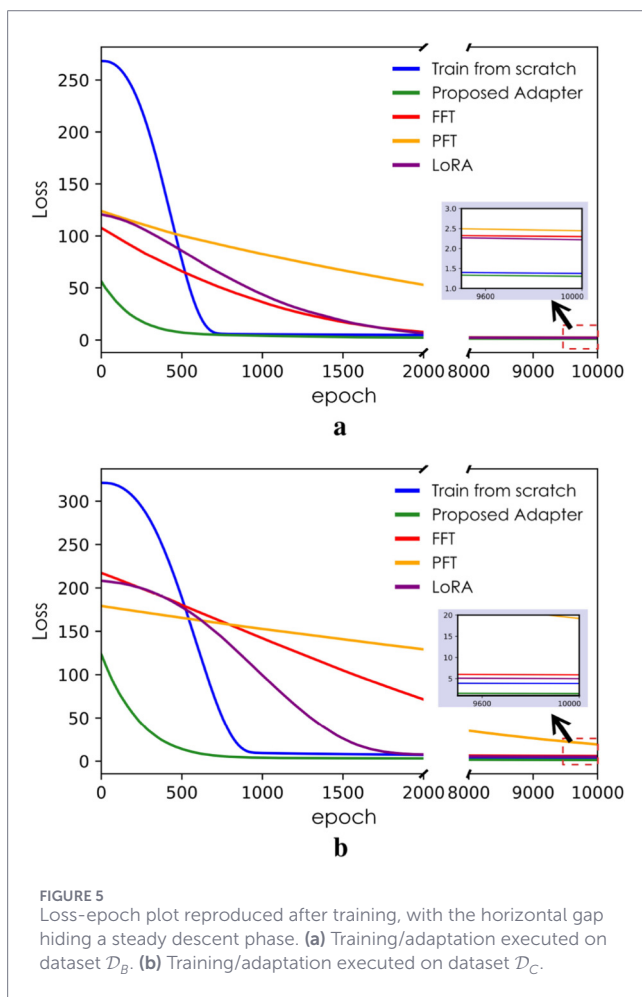 250
200
150
100
50
0
Loss
Train from scratch
Proposed Adapter
FFT
PFT
LoRA
3.0
2.5
2.0
1.5
1.0
9600 10000
0 500 1000 1500 2000 8000 9000 10000
epoch
a
300
250
200
150
100
50
0
Loss
Train from scratch
Proposed Adapter
FFT
PFT
LoRA
20
15
10
5
9600 10000
0 500 1000 1500 2000 8000 9000 10000
epoch
b
FIGURE 5
Loss-epoch plot reproduced after training, with the horizontal gap
hiding a steady descent phase. (a) Training/adaptation executed on
dataset 𝒟_B. (b) Training/adaptation executed on dataset 𝒟_C.